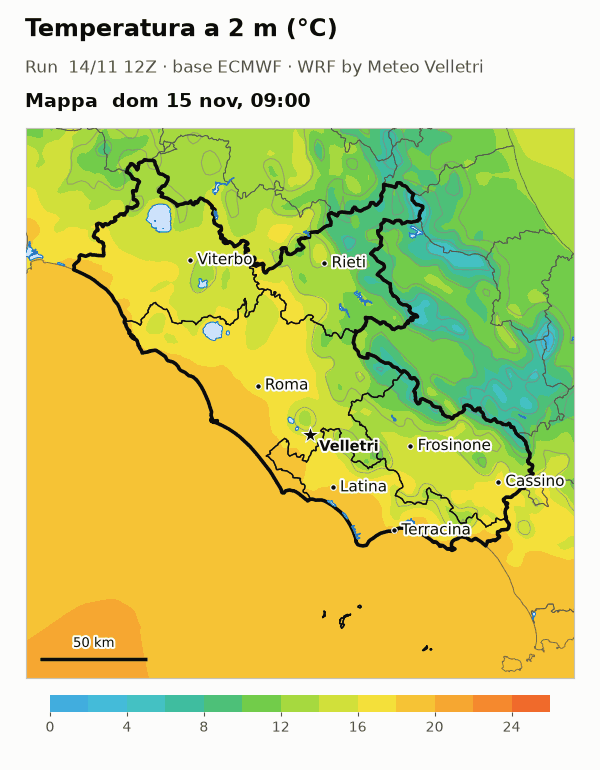 Temperatura a 2 m (°C)
Run  14/11 12Z · base ECMWF · WRF by Meteo Velletri
Mappa  dom 15 nov, 09:00
Viterbo
Rieti
Roma
Velletri
Frosinone
Latina
Cassino
Terracina
50 km
0 4 8 12 16 20 24